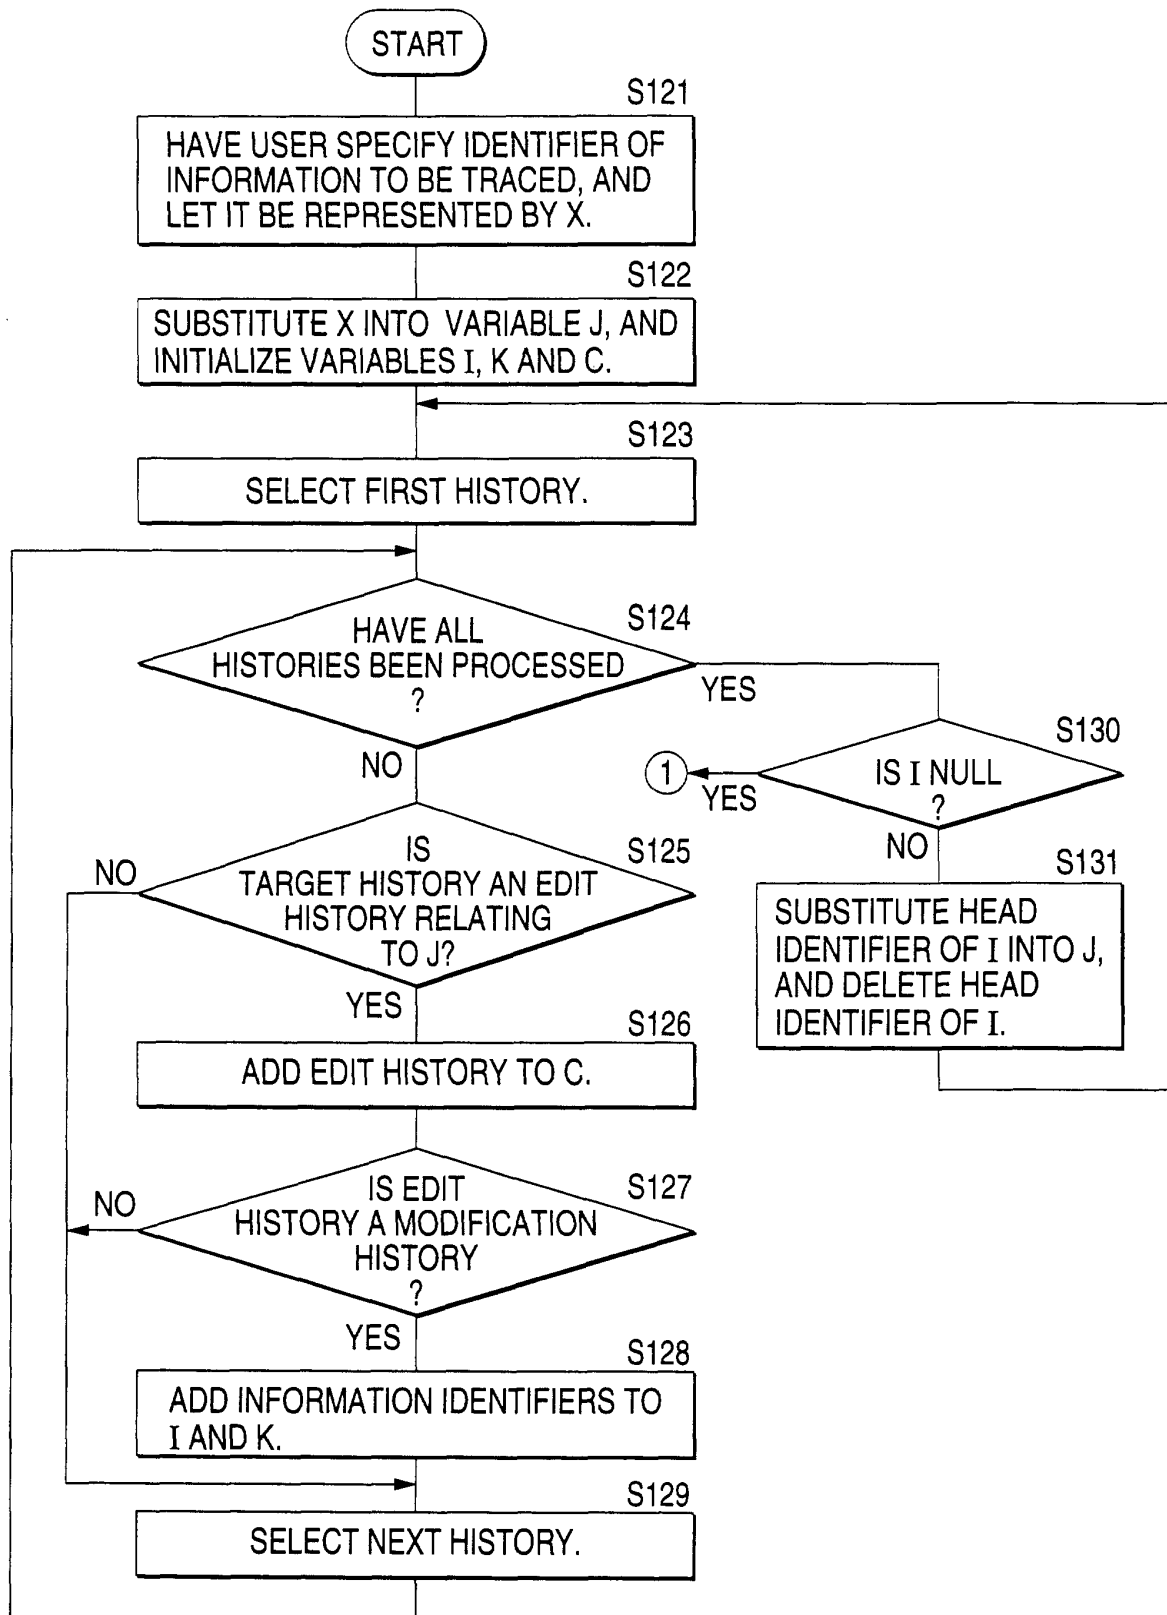 START
S121
HAVE USER SPECIFY IDENTIFIER OF
INFORMATION TO BE TRACED, AND
LET IT BE REPRESENTED BY X.
S122
SUBSTITUTE X INTO VARIABLE J, AND
INITIALIZE VARIABLES I, K AND C.
S123
SELECT FIRST HISTORY.
S124
HAVE ALL
HISTORIES BEEN PROCESSED
?
YES
NO
S130
IS I NULL
?
1
YES
NO
S125
IS
TARGET HISTORY AN EDIT
HISTORY RELATING
TO J?
NO
YES
S131
SUBSTITUTE HEAD
IDENTIFIER OF I INTO J,
AND DELETE HEAD
IDENTIFIER OF I.
S126
ADD EDIT HISTORY TO C.
S127
IS EDIT
HISTORY A MODIFICATION
HISTORY
?
NO
YES
S128
ADD INFORMATION IDENTIFIERS TO
I AND K.
S129
SELECT NEXT HISTORY.